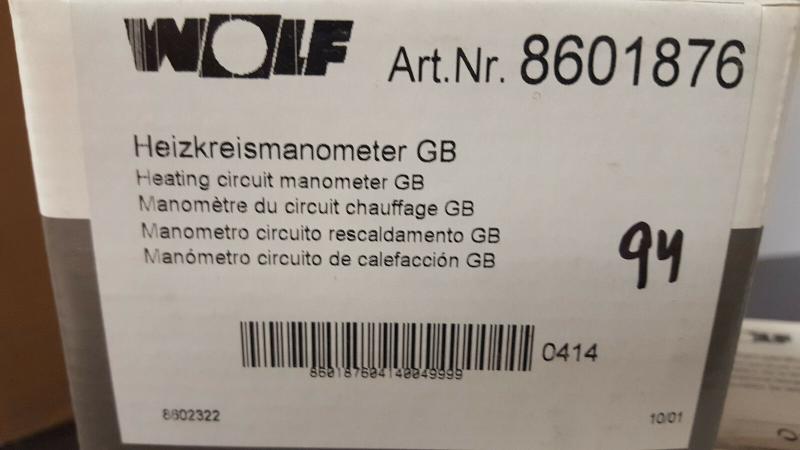 WOLF Art.Nr. 8601876
Heizkreismanometer GB
Heating circuit manometer GB
Manomètre du circuit chauffage GB
Manometro circuito rescaldamento GB
Manómetro circuito de calefacción GB
94
0414
860187604140049999
8602322 10/01